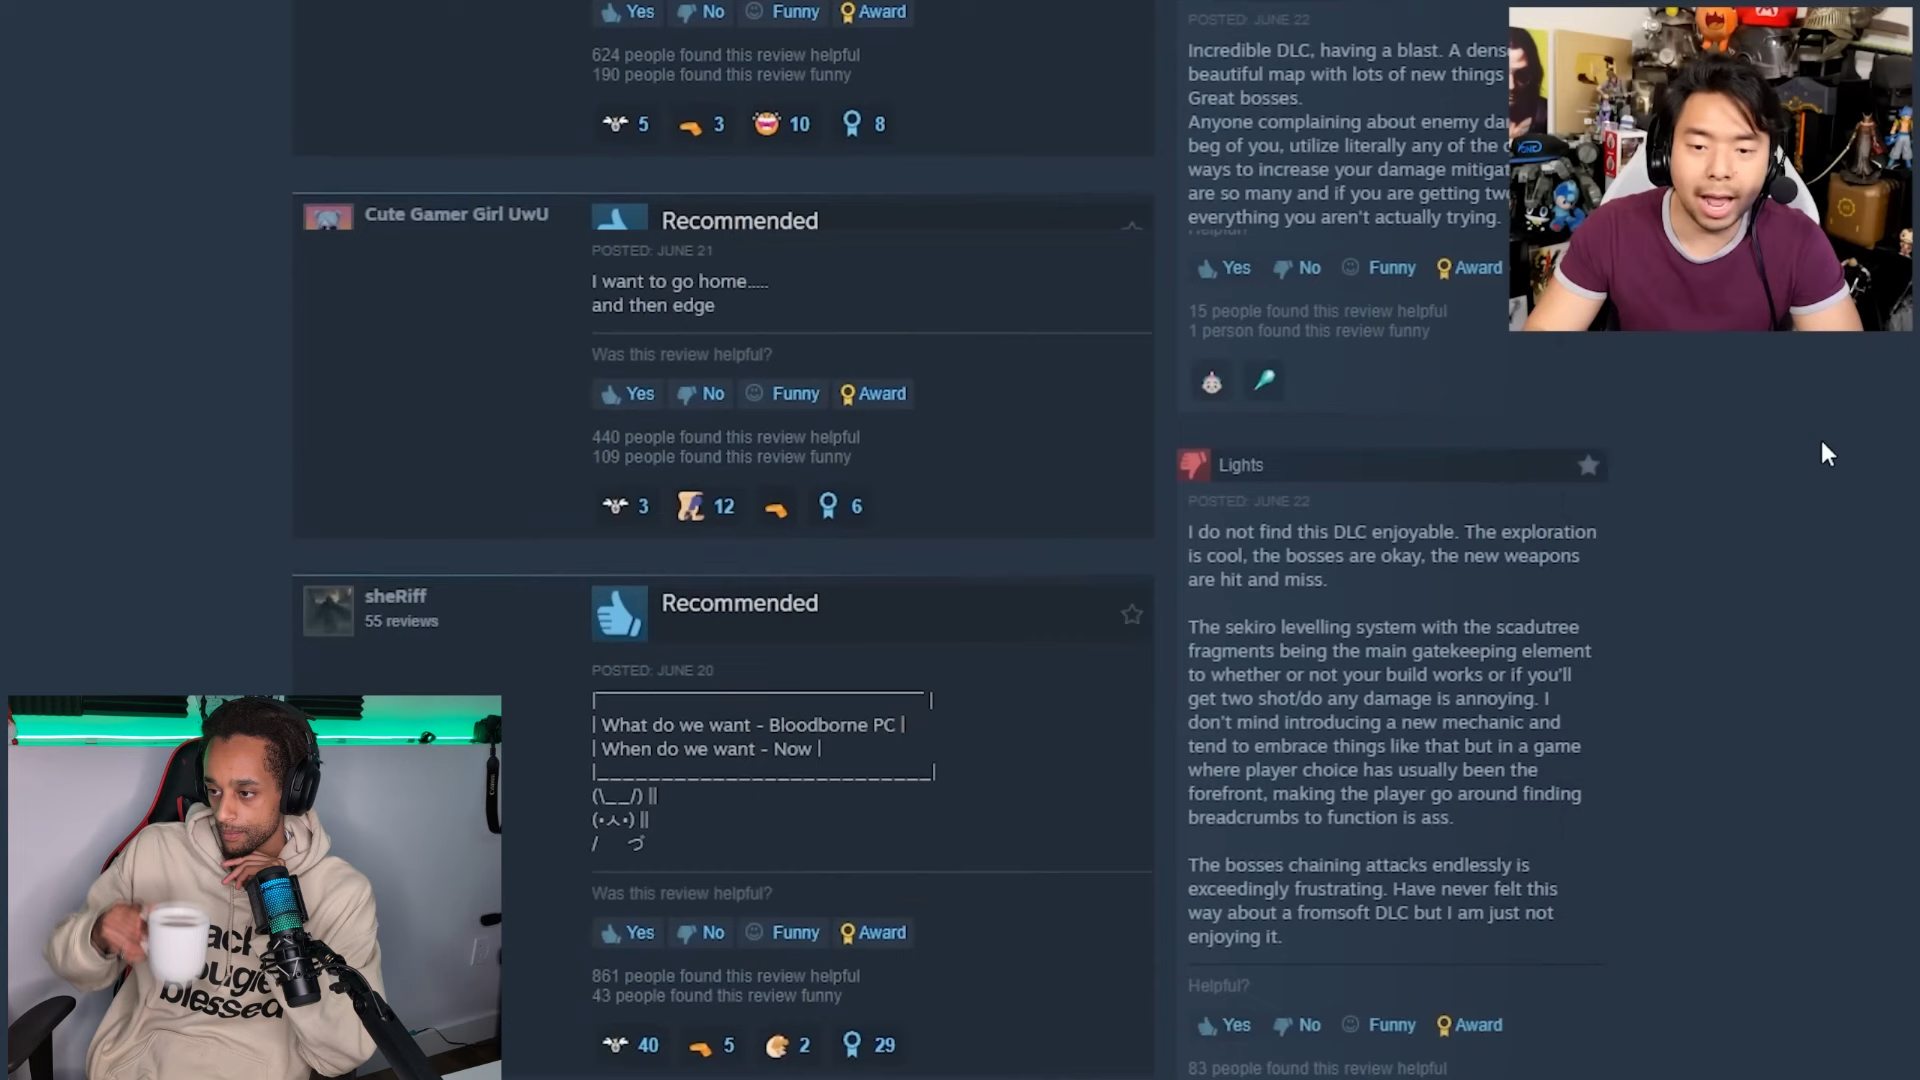 Yes No Funny Award
624 people found this review helpful
190 people found this review funny
5 3 10 8
Cute Gamer Girl UwU
Recommended
POSTED: JUNE 21
I want to go home.....
and then edge
Was this review helpful?
Yes No Funny Award
440 people found this review helpful
109 people found this review funny
3 12 6
sheRiff
55 reviews
Recommended
POSTED: JUNE 20
|‾‾‾‾‾‾‾‾‾‾‾‾‾‾‾‾‾‾‾‾‾‾‾‾‾‾|
| What do we want - Bloodborne PC |
| When do we want - Now |
|__________________________|
(\__/) ||
(•ㅅ•) ||
/ づ
Was this review helpful?
Yes No Funny Award
861 people found this review helpful
43 people found this review funny
40 5 2 29
POSTED: JUNE 22
Incredible DLC, having a blast. A dens
beautiful map with lots of new things
Great bosses.
Anyone complaining about enemy da
beg of you, utilize literally any of the
ways to increase your damage mitigat
are so many and if you are getting tw
everything you aren't actually trying.
Helpful?
Yes No Funny Award
15 people found this review helpful
1 person found this review funny
Lights
POSTED: JUNE 22
I do not find this DLC enjoyable. The exploration
is cool, the bosses are okay, the new weapons
are hit and miss.
The sekiro levelling system with the scadutree
fragments being the main gatekeeping element
to whether or not your build works or if you'll
get two shot/do any damage is annoying. I
don't mind introducing a new mechanic and
tend to embrace things like that but in a game
where player choice has usually been the
forefront, making the player go around finding
breadcrumbs to function is ass.
The bosses chaining attacks endlessly is
exceedingly frustrating. Have never felt this
way about a fromsoft DLC but I am just not
enjoying it.
Helpful?
Yes No Funny Award
83 people found this review helpful
blessed